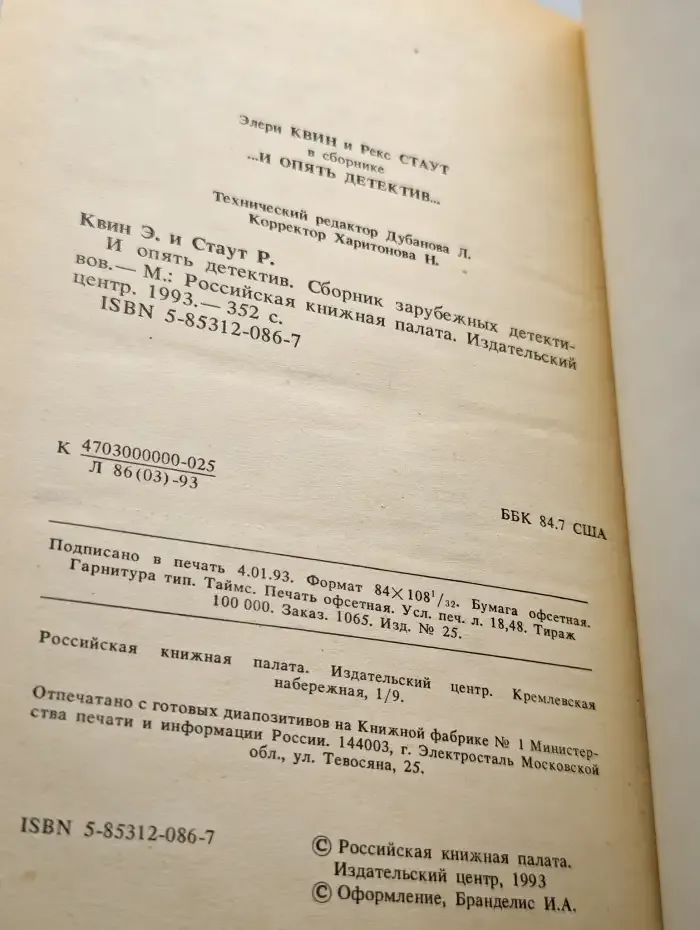 Элери КВИН и Рекс СТАУТ
в сборнике
...И ОПЯТЬ ДЕТЕКТИВ...
Технический редактор Дубанова Л.
Корректор Харитонова Н.
Квин Э. и Стаут Р.
И опять детектив. Сборник зарубежных детекти-
вов.— М.: Российская книжная палата. Издательский
центр. 1993.— 352 с.
ISBN 5-85312-086-7
К 4703000000-025
Л 86(03)-93
ББК 84.7 США
Подписано в печать 4.01.93. Формат 84×108¹/₃₂. Бумага офсетная.
Гарнитура тип. Таймс. Печать офсетная. Усл. печ. л. 18,48. Тираж
100 000. Заказ. 1065. Изд. № 25.
Российская книжная палата. Издательский центр. Кремлевская
набережная, 1/9.
Отпечатано с готовых диапозитивов на Книжной фабрике № 1 Министер-
ства печати и информации России. 144003, г. Электросталь Московской
обл., ул. Тевосяна, 25.
ISBN 5-85312-086-7
© Российская книжная палата.
Издательский центр, 1993
© Оформление, Бранделис И.А.